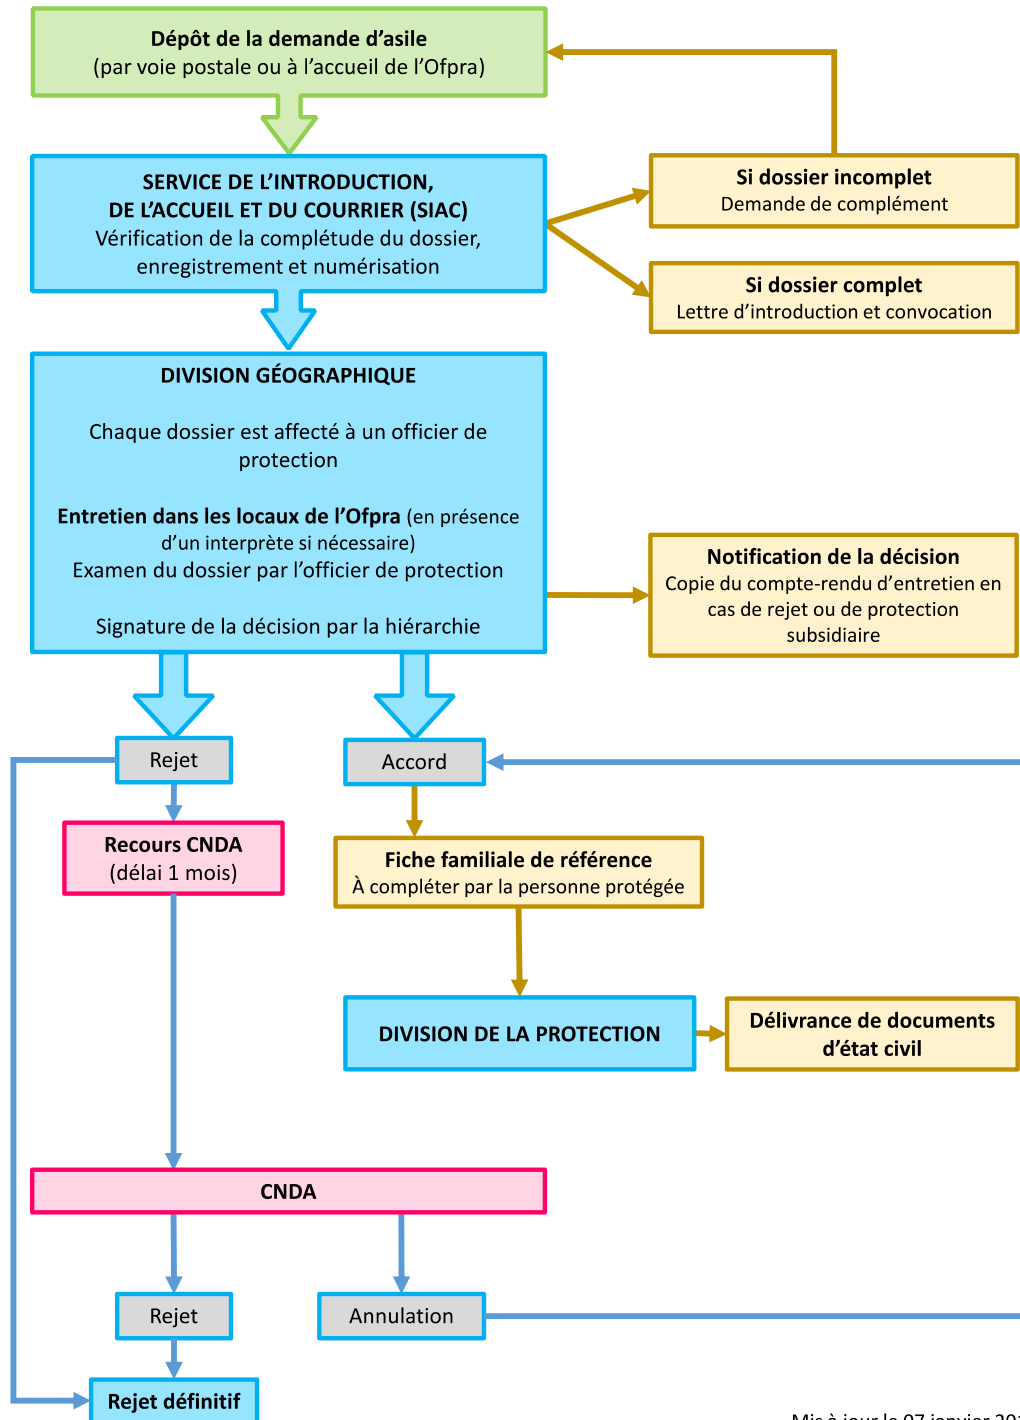 Dépôt de la demande d’asile
(par voie postale ou à l’accueil de l’Ofpra)
SERVICE DE L’INTRODUCTION,
DE L’ACCUEIL ET DU COURRIER (SIAC)
Vérification de la complétude du dossier,
enregistrement et numérisation
Si dossier incomplet
Demande de complément
Si dossier complet
Lettre d’introduction et convocation
DIVISION GÉOGRAPHIQUE
Chaque dossier est affecté à un officier de
protection
Entretien dans les locaux de l’Ofpra (en présence
d’un interprète si nécessaire)
Examen du dossier par l’officier de protection
Signature de la décision par la hiérarchie
Notification de la décision
Copie du compte-rendu d’entretien en
cas de rejet ou de protection
subsidiaire
Rejet
Accord
Recours CNDA
(délai 1 mois)
Fiche familiale de référence
À compléter par la personne protégée
DIVISION DE LA PROTECTION
Délivrance de documents
d’état civil
CNDA
Rejet
Annulation
Rejet définitif
Mis à jour le 07 janvier